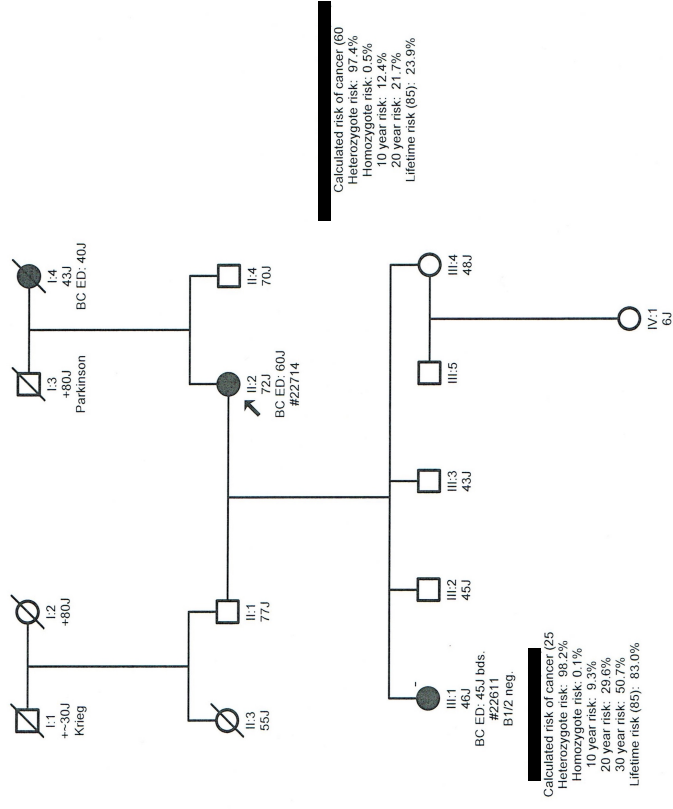 I:1
+~30J
Krieg
I:2
+80J
I:3
+80J
Parkinson
I:4
43J
BC ED: 40J
II:3
55J
II:1
77J
II:2
72J
BC ED: 60J
#22714
II:4
70J
Calculated risk of cancer (60
Heterozygote risk: 97.4%
Homozygote risk: 0.5%
10 year risk: 12.4%
20 year risk: 21.7%
Lifetime risk (85): 23.9%
III:1
46J
BC ED: 45J bds.
#22611
B1/2 neg.
III:2
45J
III:3
43J
III:5
III:4
48J
IV:1
6J
Calculated risk of cancer (25
Heterozygote risk: 98.2%
Homozygote risk: 0.1%
10 year risk: 9.3%
20 year risk: 29.6%
30 year risk: 50.7%
Lifetime risk (85): 83.0%